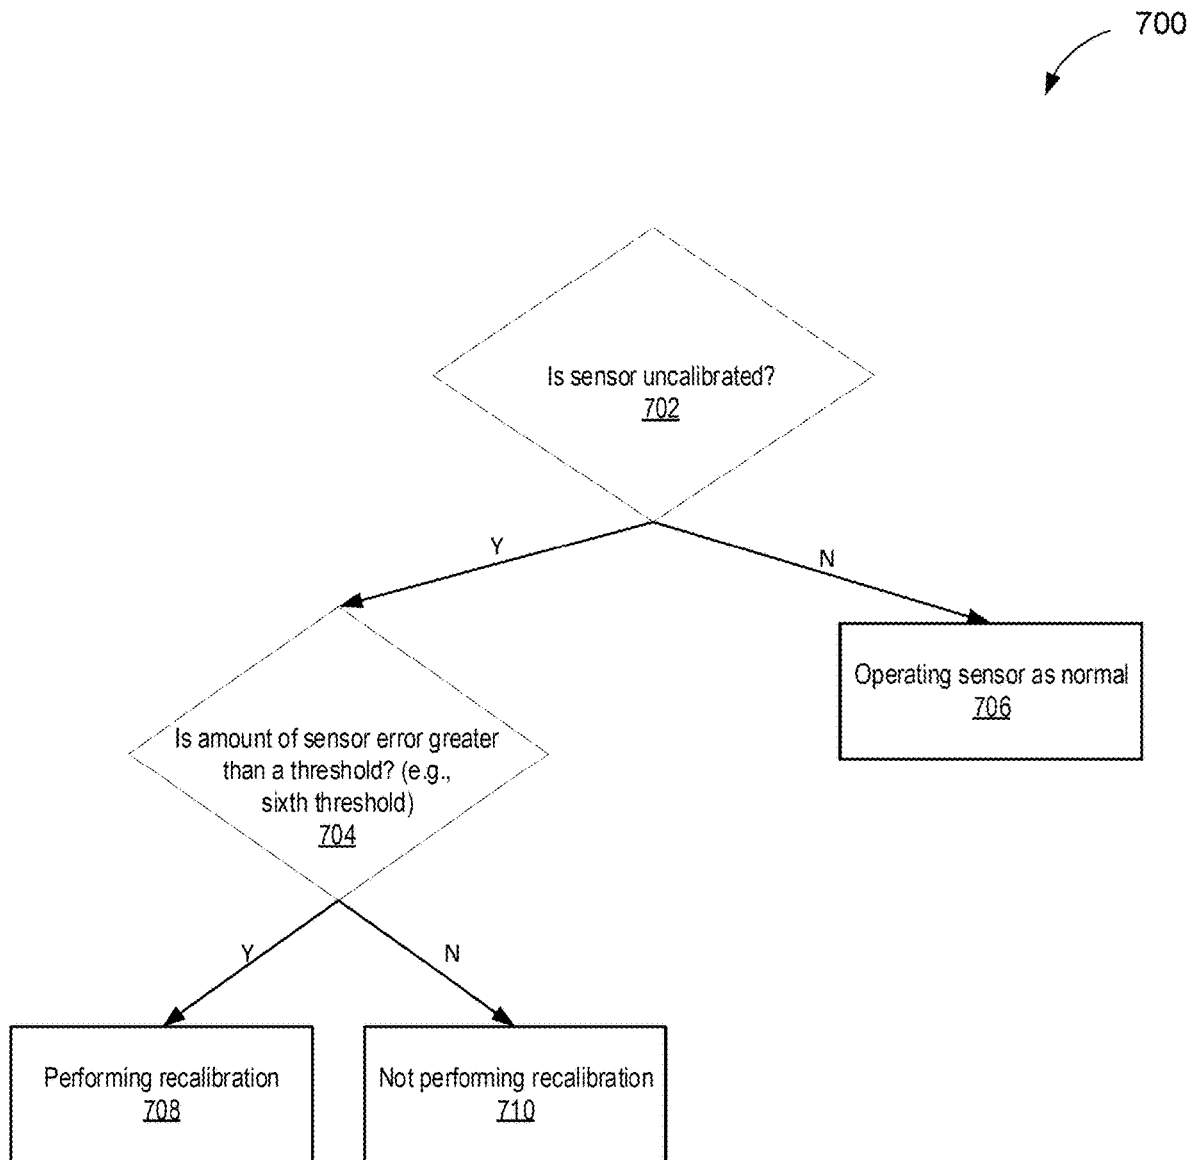 700
Is sensor uncalibrated?
702
Y
N
Operating sensor as normal
706
Is amount of sensor error greater
than a threshold? (e.g.,
sixth threshold)
704
Y
N
Performing recalibration
708
Not performing recalibration
710